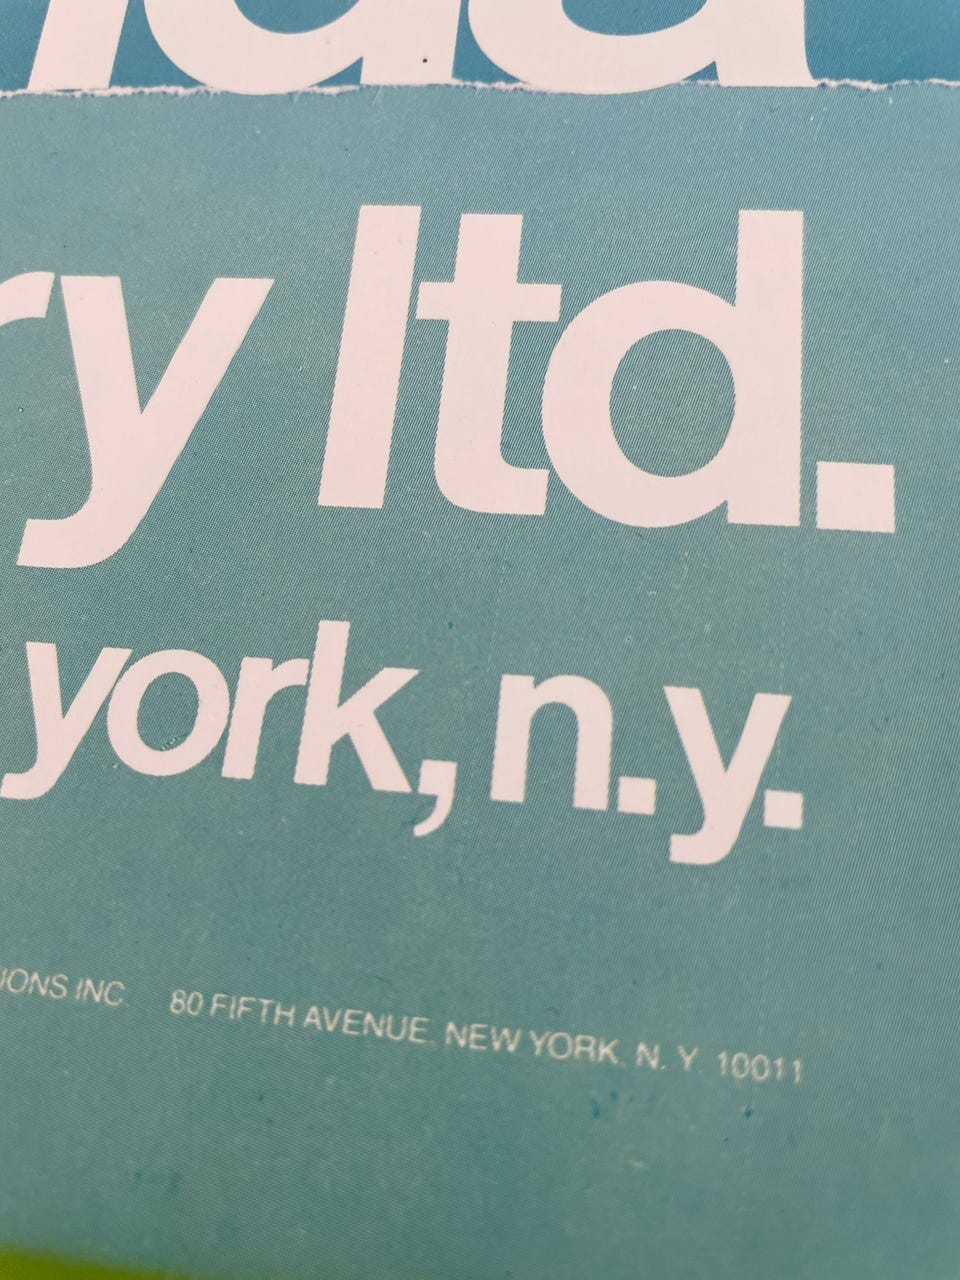 ry ltd.
york, n.y.
IONS INC. 80 FIFTH AVENUE, NEW YORK, N. Y. 10011